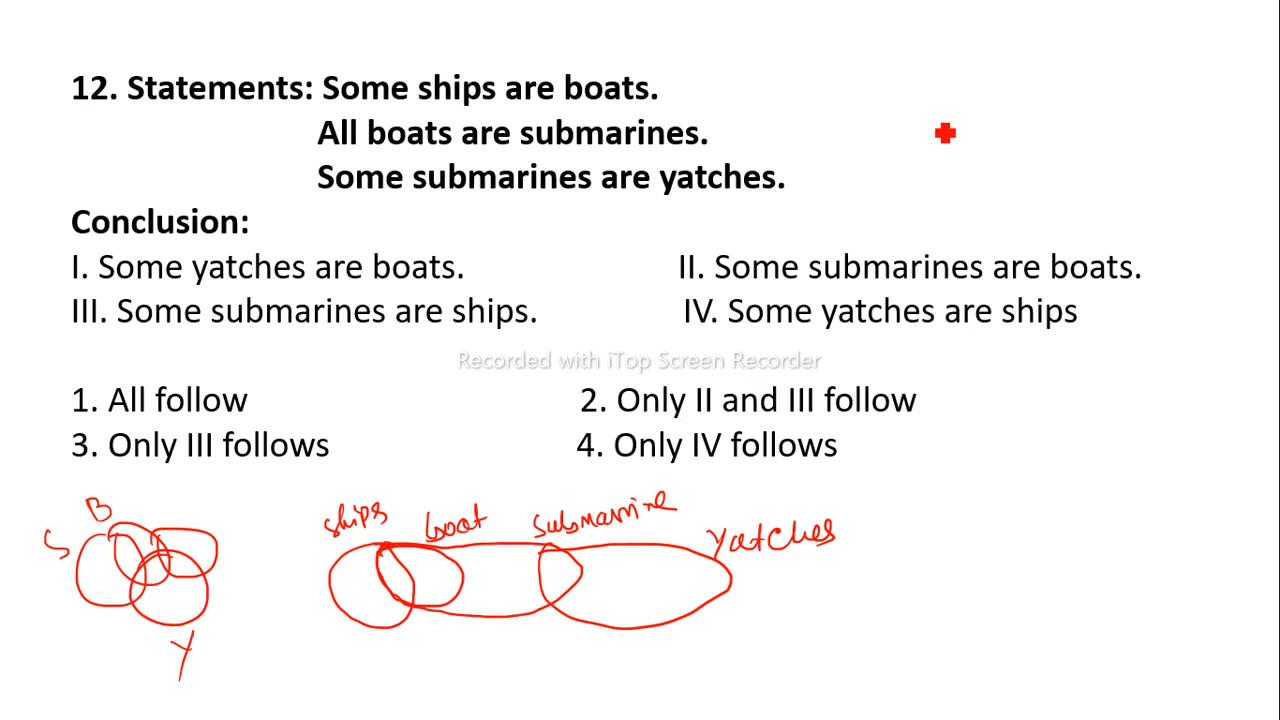 12. Statements: Some ships are boats.
All boats are submarines.
Some submarines are yatches.
Conclusion:
I. Some yatches are boats. II. Some submarines are boats.
III. Some submarines are ships. IV. Some yatches are ships
Recorded with iTop Screen Recorder
1. All follow 2. Only II and III follow
3. Only III follows 4. Only IV follows
S B ships boat submarine yatches
Y